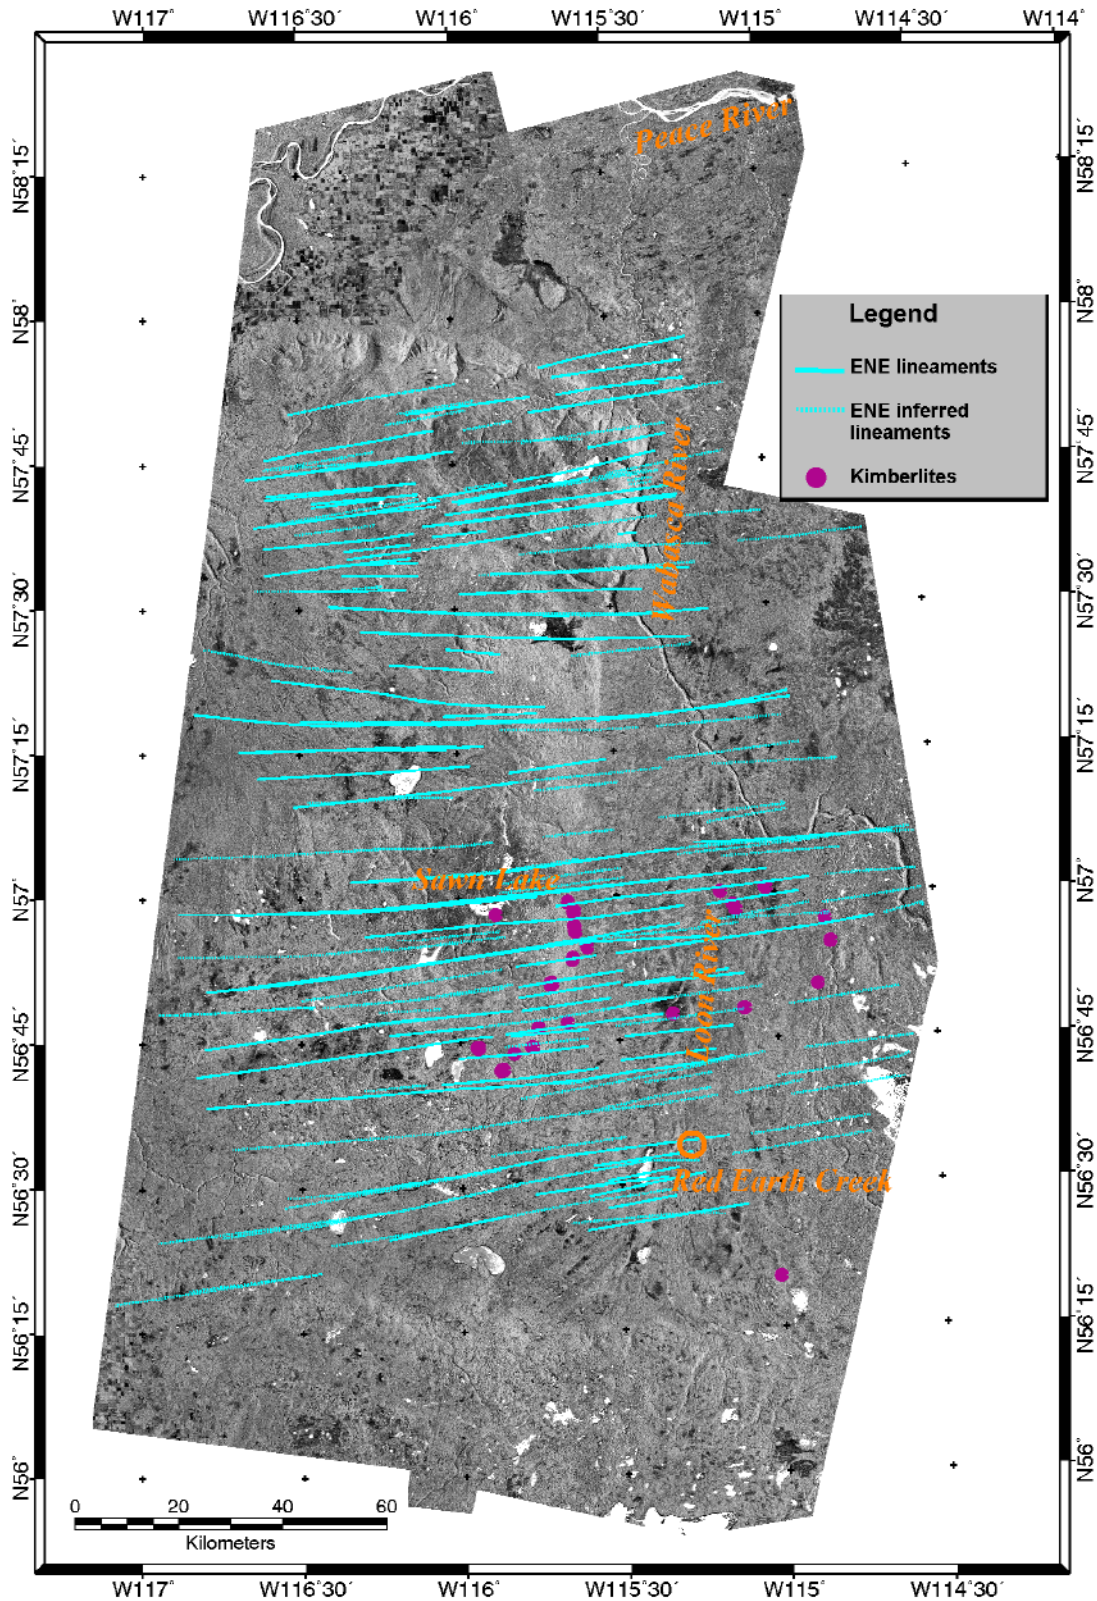 W117° W116°30´ W116° W115°30´ W115° W114°30´ W114°
Peace River
N58°15´ N58°15´
N58° N58°
Legend
ENE lineaments
ENE inferred
lineaments
Kimberlites
N57°45´ N57°45´
Wabasca River
N57°30´ N57°30´
N57°15´ N57°15´
Sawn Lake
N57° N57°
Loon River
N56°45´ N56°45´
Red Earth Creek
N56°30´ N56°30´
N56°15´ N56°15´
N56° N56°
0 20 40 60
Kilometers
W117° W116°30´ W116° W115°30´ W115° W114°30´